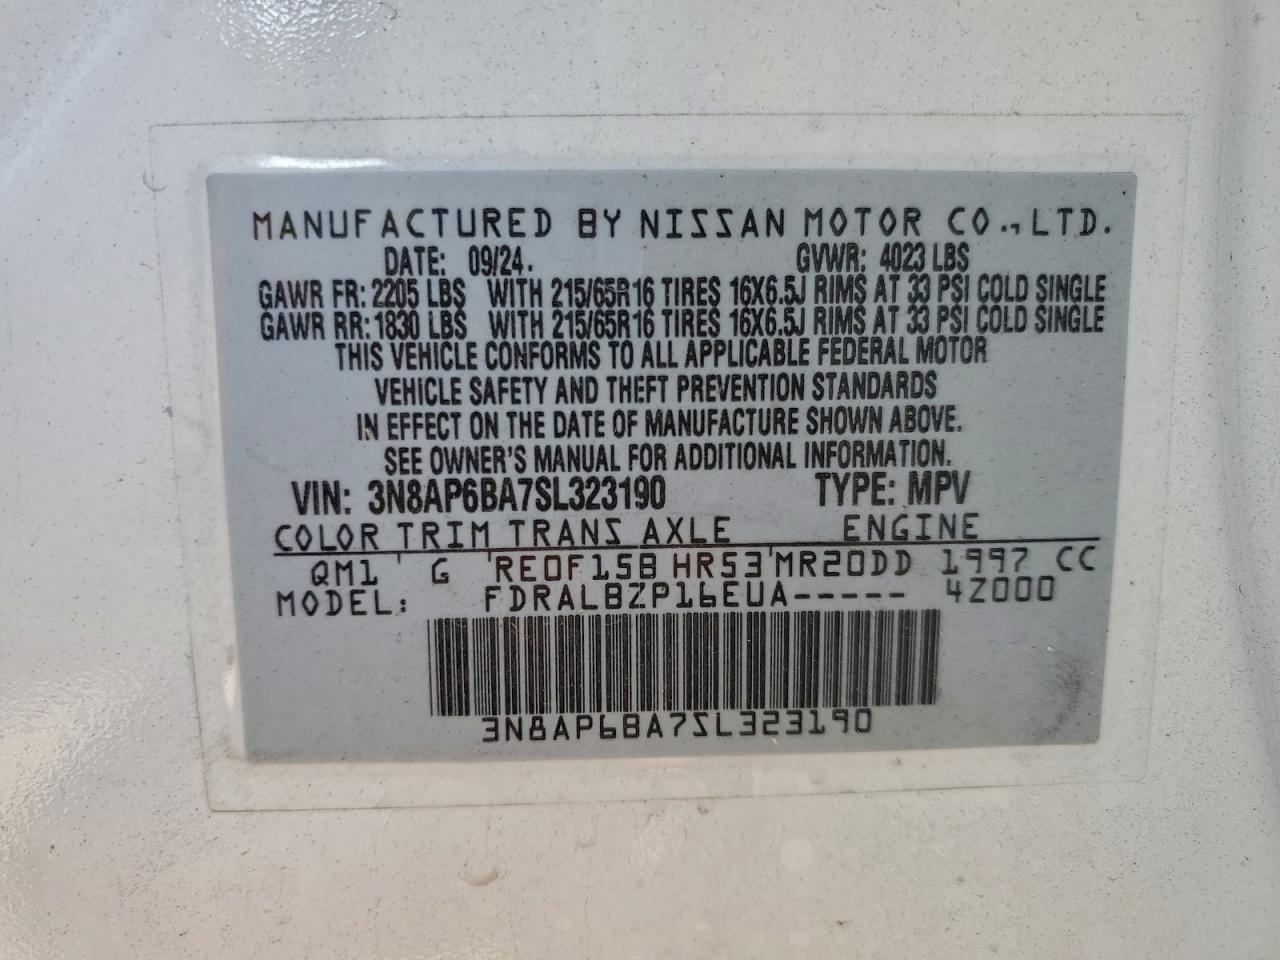 MANUFACTURED BY NISSAN MOTOR CO., LTD.
DATE: 09/24. GVWR: 4023 LBS
GAWR FR: 2205 LBS WITH 215/65R16 TIRES 16X6.5J RIMS AT 33 PSI COLD SINGLE
GAWR RR: 1830 LBS WITH 215/65R16 TIRES 16X6.5J RIMS AT 33 PSI COLD SINGLE
THIS VEHICLE CONFORMS TO ALL APPLICABLE FEDERAL MOTOR
VEHICLE SAFETY AND THEFT PREVENTION STANDARDS
IN EFFECT ON THE DATE OF MANUFACTURE SHOWN ABOVE.
SEE OWNER'S MANUAL FOR ADDITIONAL INFORMATION.
VIN: 3N8AP6BA7SL323190 TYPE: MPV
COLOR TRIM TRANS AXLE ENGINE
QM1 ' G ' RE0F15B HR53'MR20DD 1997 CC
MODEL: FDRALBZP16EUA----- 4Z000
3N8AP6BA7SL323190